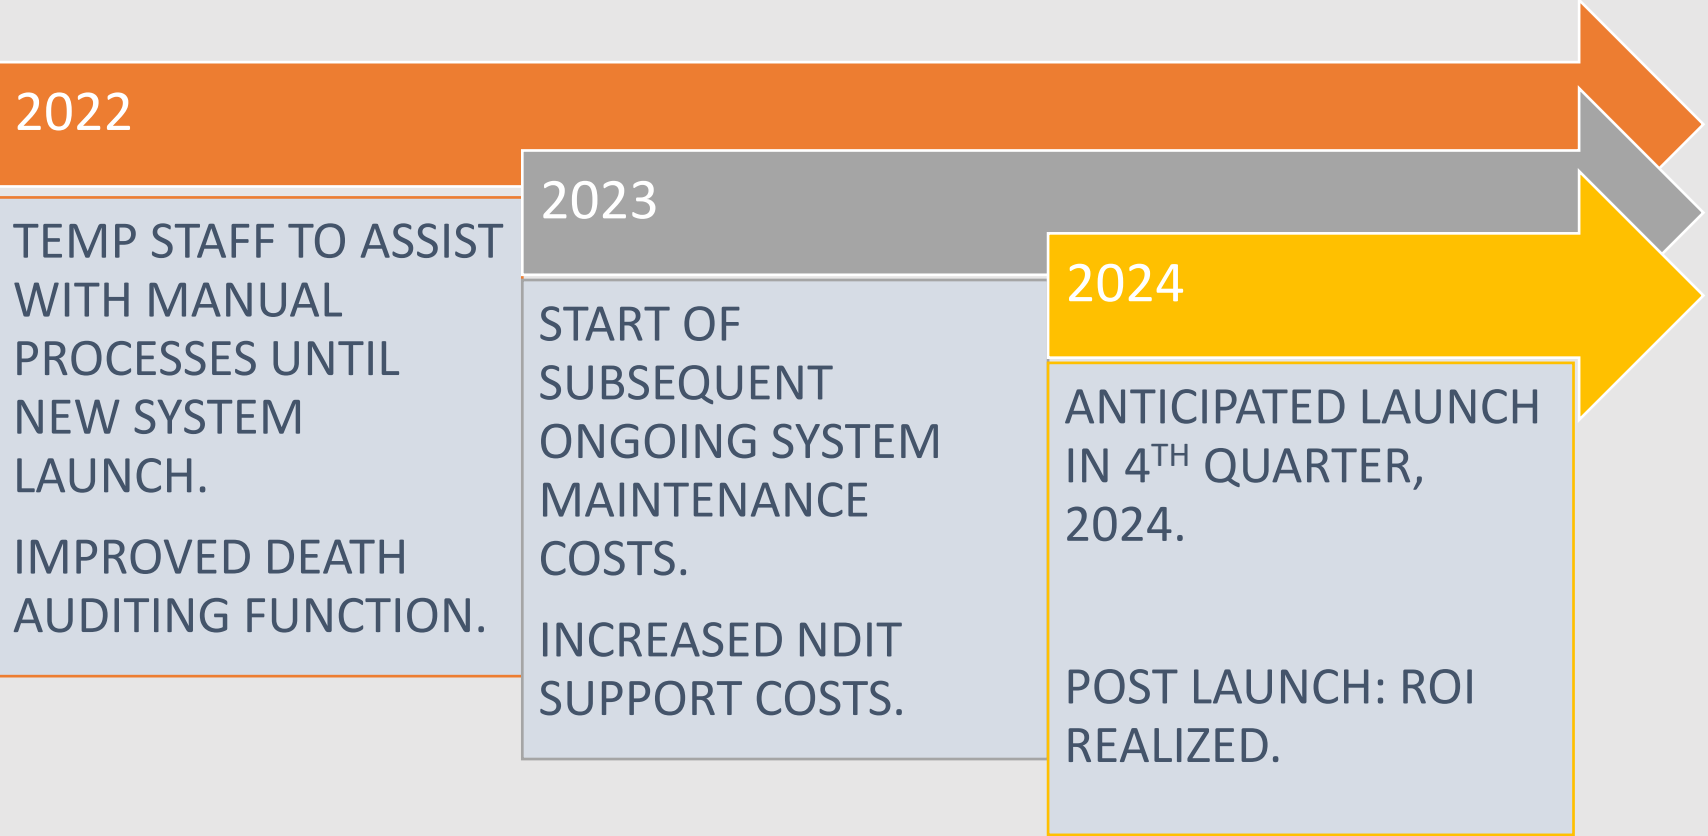 2022
TEMP STAFF TO ASSIST
WITH MANUAL
PROCESSES UNTIL
NEW SYSTEM
LAUNCH.
IMPROVED DEATH
AUDITING FUNCTION.
2023
START OF
SUBSEQUENT
ONGOING SYSTEM
MAINTENANCE
COSTS.
INCREASED NDIT
SUPPORT COSTS.
2024
ANTICIPATED LAUNCH
IN 4TH QUARTER,
2024.
POST LAUNCH: ROI
REALIZED.